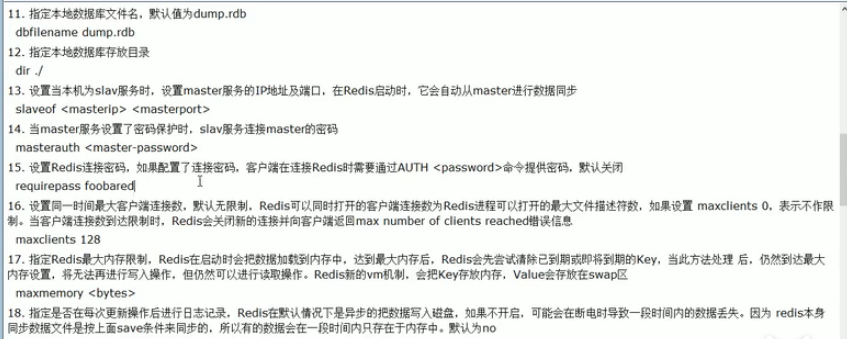 11. 指定本地数据库文件名，默认值为dump.rdb
dbfilename dump.rdb
12. 指定本地数据库存放目录
dir ./
13. 设置当本机为slav服务时，设置master服务的IP地址及端口，在Redis启动时，它会自动从master进行数据同步
slaveof <masterip> <masterport>
14. 当master服务设置了密码保护时，slav服务连接master的密码
masterauth <master-password>
15. 设置Redis连接密码，如果配置了连接密码，客户端在连接Redis时需要通过AUTH <password>命令提供密码，默认关闭
requirepass foobared
16. 设置同一时间最大客户端连接数，默认无限制，Redis可以同时打开的客户端连接数为Redis进程可以打开的最大文件描述符数，如果设置 maxclients 0，表示不作限
制。当客户端连接数到达限制时，Redis会关闭新的连接并向客户端返回max number of clients reached错误信息
maxclients 128
17. 指定Redis最大内存限制，Redis在启动时会把数据加载到内存中，达到最大内存后，Redis会先尝试清除已到期或即将到期的Key，当此方法处理 后，仍然到达最大
内存设置，将无法再进行写入操作，但仍然可以进行读取操作。Redis新的vm机制，会把Key存放内存，Value会存放在swap区
maxmemory <bytes>
18. 指定是否在每次更新操作后进行日志记录，Redis在默认情况下是异步的把数据写入磁盘，如果不开启，可能会在断电时导致一段时间内的数据丢失。因为 redis本身
同步数据文件是按上面save条件来同步的，所以有的数据会在一段时间内只存在于内存中。默认为no